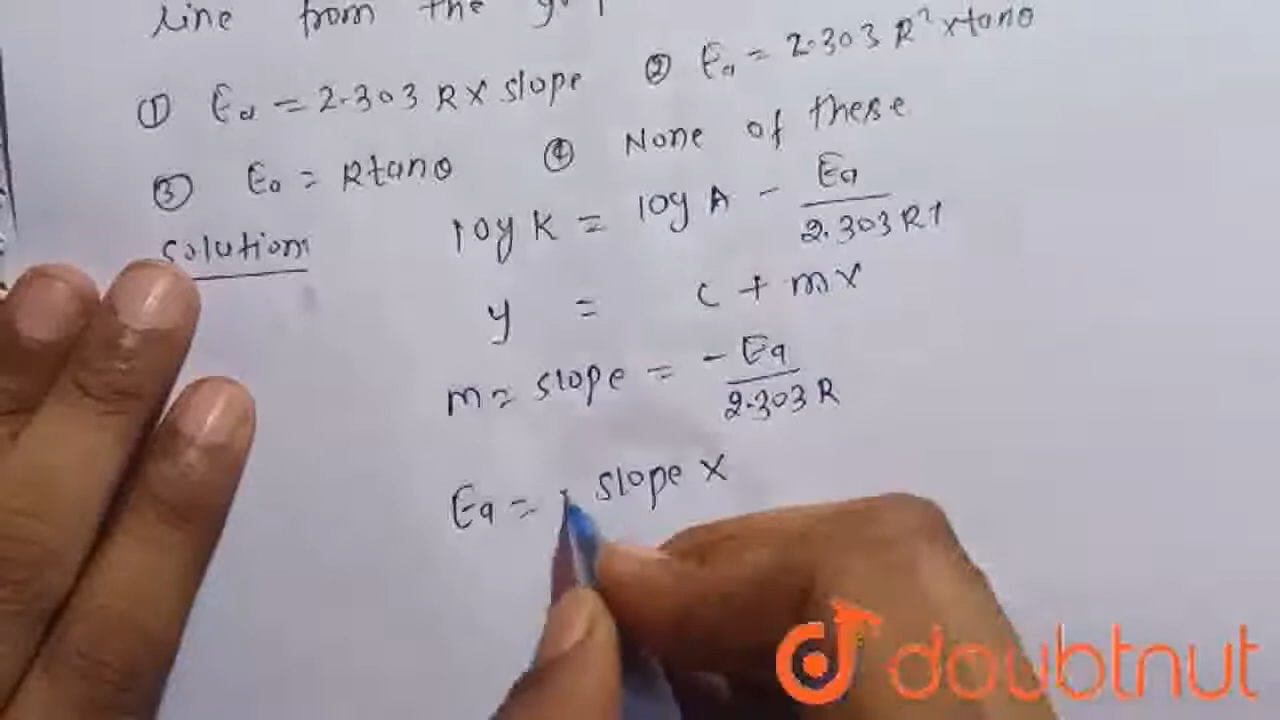 line from the
① Ea = 2.303 R x slope ② Ea = 2.303 R² x tanθ
③ Ea = R tanθ ④ None of these
solution log K = log A - Ea / 2.303 RT
y = c + mx
m = slope = - Ea / 2.303 R
Ea = slope x
doubtnut